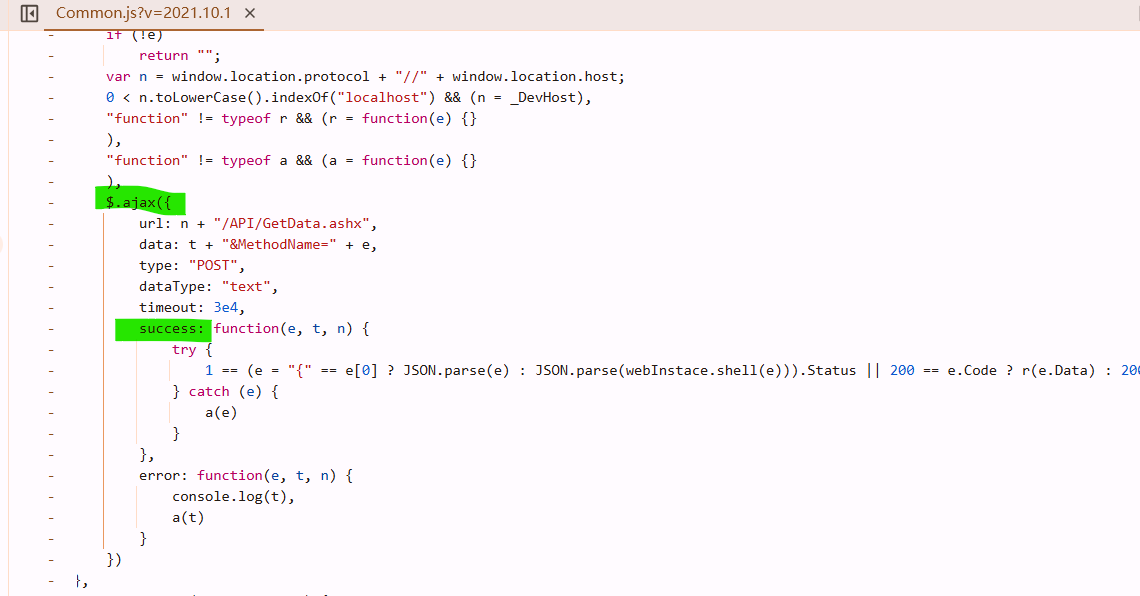 Common.js?v=2021.10.1 ×
- if (!e)
- return "";
- var n = window.location.protocol + "//" + window.location.host;
- 0 < n.toLowerCase().indexOf("localhost") && (n = _DevHost),
- "function" != typeof r && (r = function(e) {}
- ),
- "function" != typeof a && (a = function(e) {}
- ),
- $.ajax({
- url: n + "/API/GetData.ashx",
- data: t + "&MethodName=" + e,
- type: "POST",
- dataType: "text",
- timeout: 3e4,
- success: function(e, t, n) {
- try {
- 1 == (e = "{" == e[0] ? JSON.parse(e) : JSON.parse(webInstace.shell(e))).Status || 200 == e.Code ? r(e.Data) : 200
- } catch (e) {
- a(e)
- }
- },
- error: function(e, t, n) {
- console.log(t),
- a(t)
- }
- })
- },